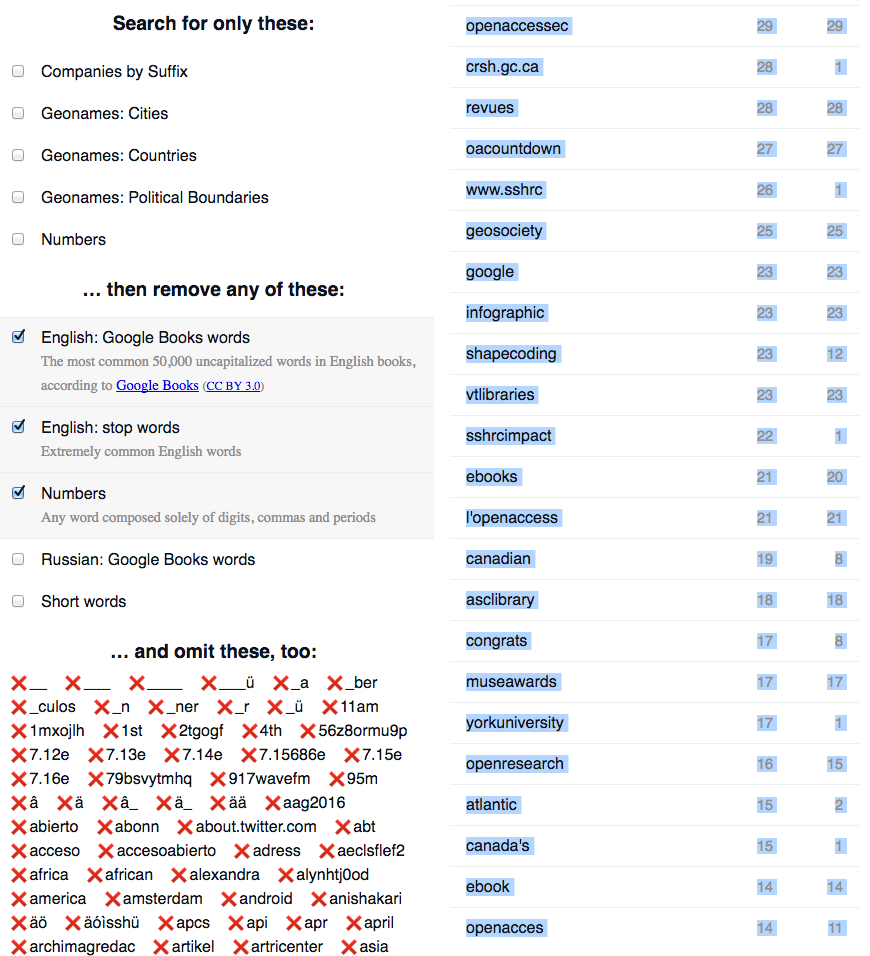 Search for only these:
Companies by Suffix
Geonames: Cities
Geonames: Countries
Geonames: Political Boundaries
Numbers
… then remove any of these:
English: Google Books words
The most common 50,000 uncapitalized words in English books,
according to Google Books (CC BY 3.0)
English: stop words
Extremely common English words
Numbers
Any word composed solely of digits, commas and periods
Russian: Google Books words
Short words
… and omit these, too:
__ ___ ____ ___ü _a _ber
_culos _n _ner _r _ü 11am
1mxojlh 1st 2tgogf 4th 56z8ormu9p
7.12e 7.13e 7.14e 7.15686e 7.15e
7.16e 79bsvytmhq 917wavefm 95m
â ä â_ ä_ ää aag2016
abierto abonn about.twitter.com abt
acceso accesoabierto adress aeclsflef2
africa african alexandra alynhtj0od
america amsterdam android anishakari
äö äóìsshü apcs api apr april
archimagredac artikel artricenter asia
openaccessec 29 29
crsh.gc.ca 28 1
revues 28 28
oacountdown 27 27
www.sshrc 26 1
geosociety 25 25
google 23 23
infographic 23 23
shapecoding 23 12
vtlibraries 23 23
sshrcimpact 22 1
ebooks 21 20
l'openaccess 21 21
canadian 19 8
asclibrary 18 18
congrats 17 8
museawards 17 17
yorkuniversity 17 1
openresearch 16 15
atlantic 15 2
canada's 15 1
ebook 14 14
openacces 14 11